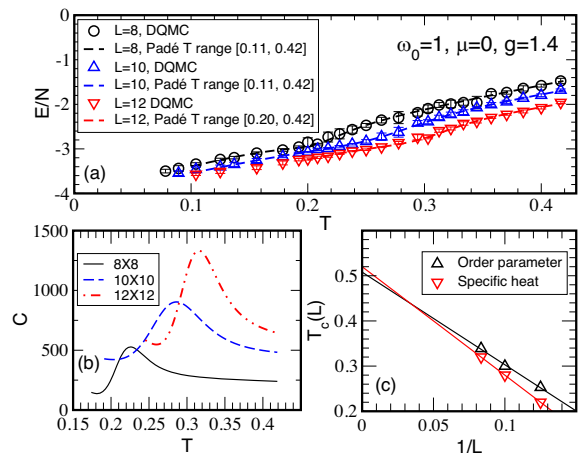 L=8, DQMC
L=8, Padé T range [0.11, 0.42]
L=10, DQMC
L=10, Padé T range [0.11, 0.42]
L=12 DQMC
L=12, Padé T range [0.20, 0.42]
ω₀=1, μ=0, g=1.4
E/N
0
-1
-2
-3
-4
(a)
0 0.1 0.2 0.3 0.4
T
C
1500
1000
500
0
8X8
10X10
12X12
(b)
0.15 0.2 0.25 0.3 0.35 0.4
T
T_c(L)
0.5
0.4
0.3
0.2
Order parameter
Specific heat
(c)
0 0.05 0.1
1/L